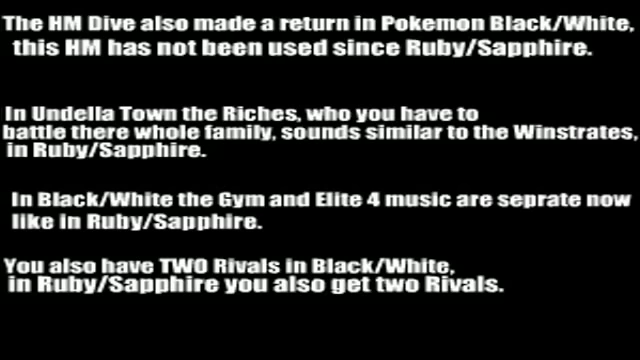 The HM Dive also made a return in Pokemon Black/White,
this HM has not been used since Ruby/Sapphire.
In Undella Town the Riches, who you have to
battle there whole family, sounds similar to the Winstrates,
in Ruby/Sapphire.
In Black/White the Gym and Elite 4 music are seprate now
like in Ruby/Sapphire.
You also have TWO Rivals in Black/White,
in Ruby/Sapphire you also get two Rivals.